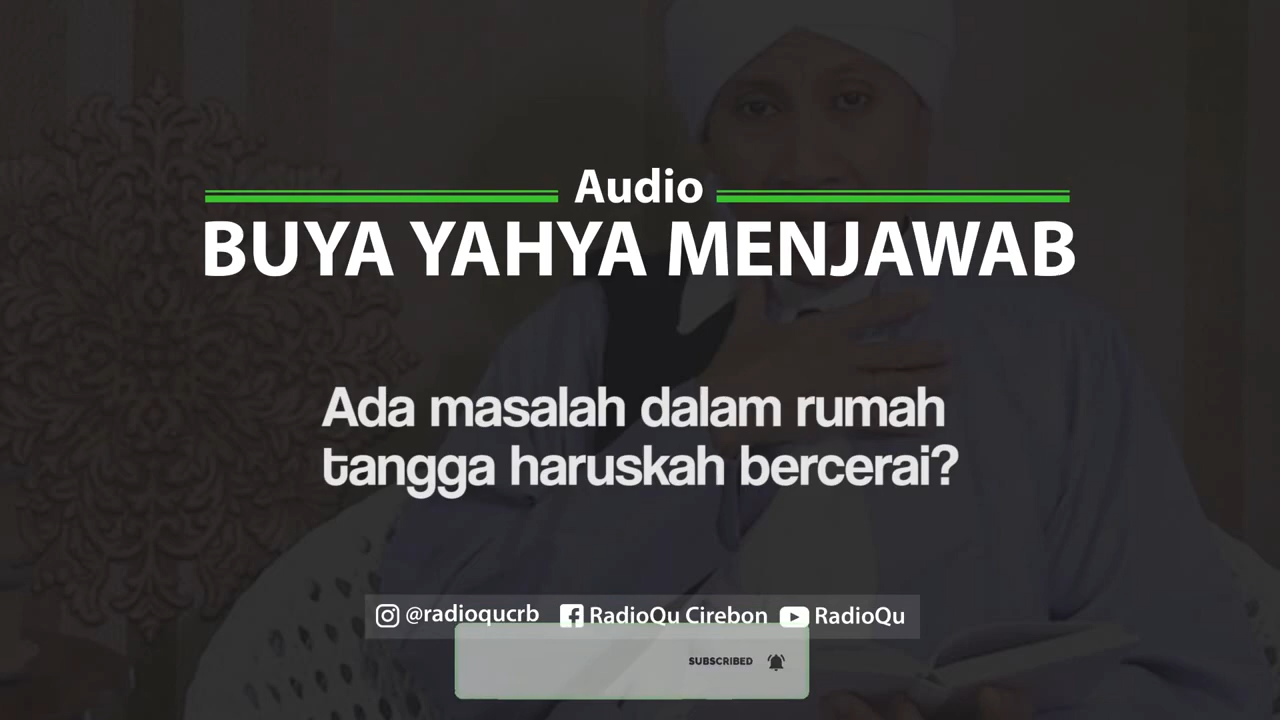 Audio
BUYA YAHYA MENJAWAB
Ada masalah dalam rumah
tangga haruskah bercerai?
@radioqucrb RadioQu Cirebon RadioQu
SUBSCRIBED